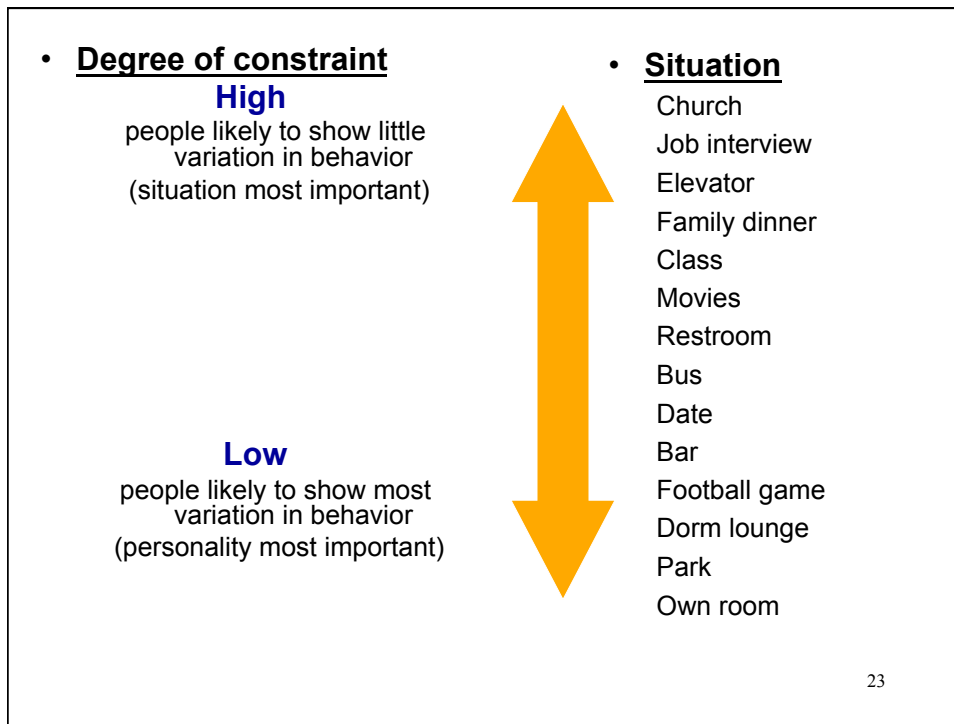 • Degree of constraint
High
people likely to show little
variation in behavior
(situation most important)
Low
people likely to show most
variation in behavior
(personality most important)
• Situation
Church
Job interview
Elevator
Family dinner
Class
Movies
Restroom
Bus
Date
Bar
Football game
Dorm lounge
Park
Own room
23